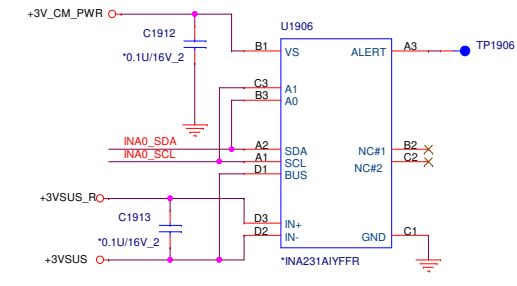 +3V_CM_PWR
C1912
*0.1U/16V_2
U1906
B1 VS ALERT A3 TP1906
C3 A1
B3 A0
INA0_SDA A2 SDA NC#1 B2
INA0_SCL A1 SCL NC#2 C2
D1 BUS
+3VSUS_R
C1913
*0.1U/16V_2
D3 IN+
D2 IN- GND C1
+3VSUS
*INA231AIYFFR